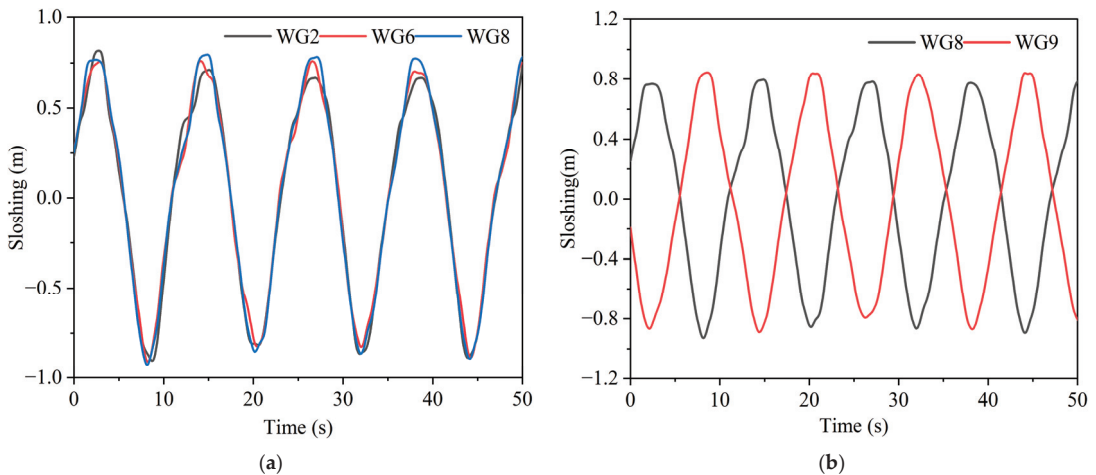 WG2 WG6 WG8
1.0
0.5
0.0
−0.5
−1.0
Sloshing (m)
0 10 20 30 40 50
Time (s)
(a)
WG8 WG9
1.2
0.8
0.4
0.0
−0.4
−0.8
−1.2
Sloshing(m)
0 10 20 30 40 50
Time (s)
(b)